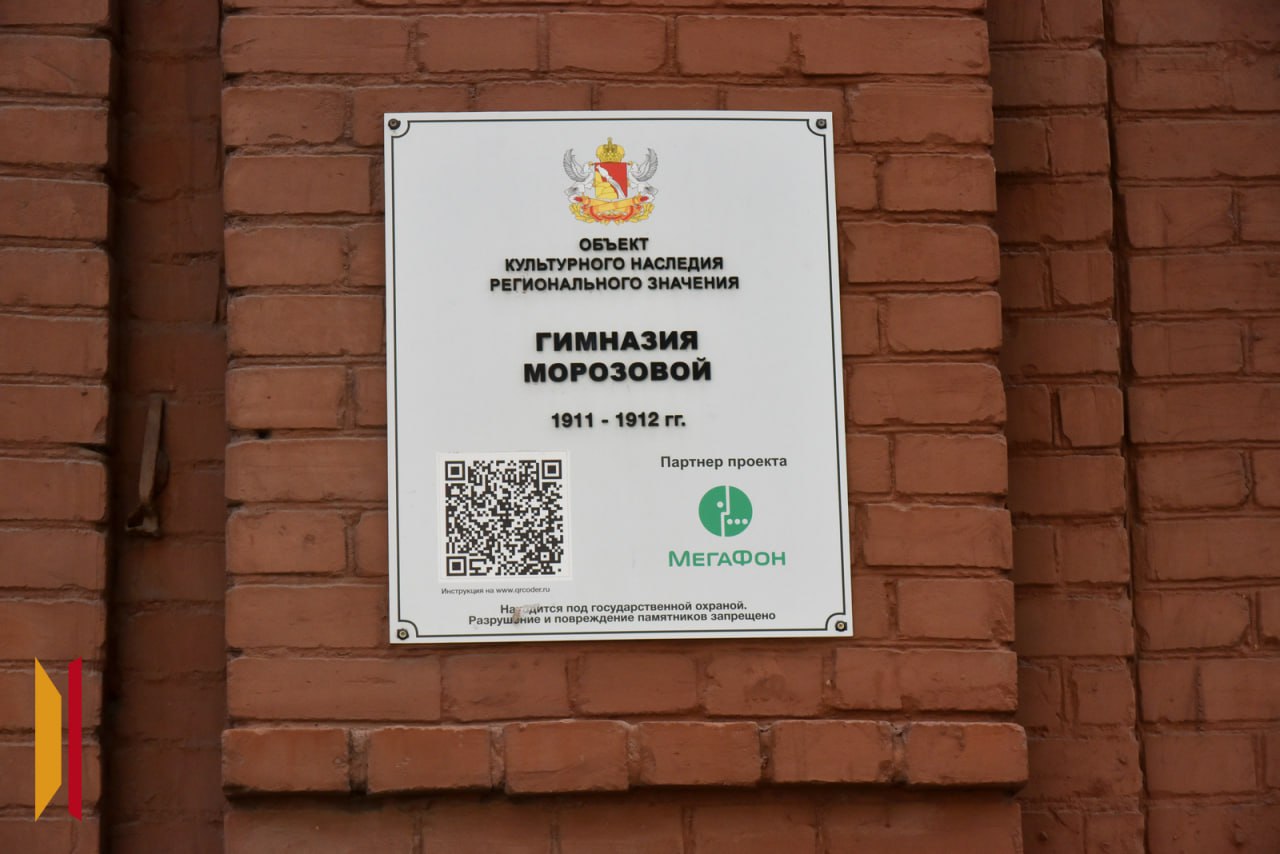 ОБЪЕКТ
КУЛЬТУРНОГО НАСЛЕДИЯ
РЕГИОНАЛЬНОГО ЗНАЧЕНИЯ
ГИМНАЗИЯ
МОРОЗОВОЙ
1911 - 1912 гг.
Партнер проекта
МЕГАФОН
Инструкция на www.qrcoder.ru
Находится под государственной охраной.
Разрушение и повреждение памятников запрещено